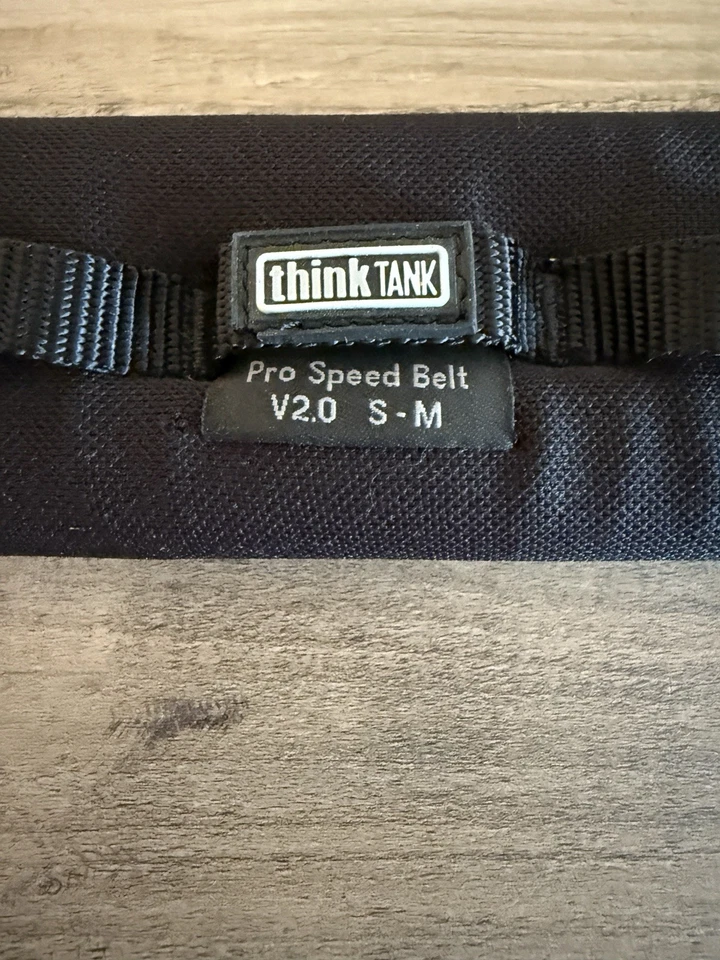 thinkTANK
Pro Speed Belt
V2.0 S-M